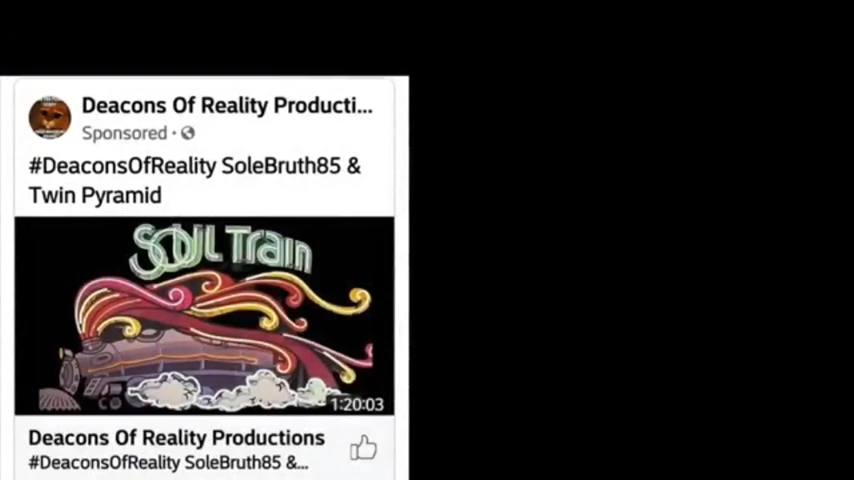 Deacons Of Reality Producti...
Sponsored ·
#DeaconsOfReality SoleBruth85 &
Twin Pyramid
Soul Train
1:20:03
Deacons Of Reality Productions
#DeaconsOfReality SoleBruth85 &...